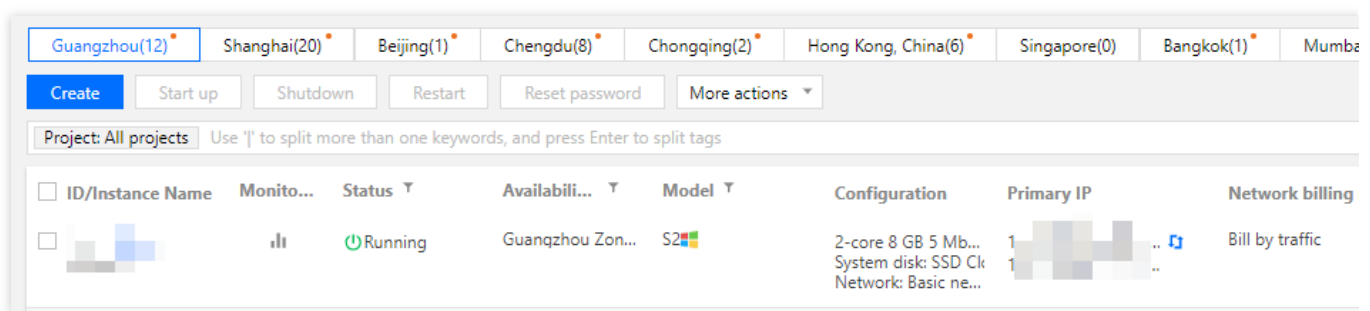 Guangzhou(12) Shanghai(20) Beijing(1) Chengdu(8) Chongqing(2) Hong Kong, China(6) Singapore(0) Bangkok(1) Mumba
Create Start up Shutdown Restart Reset password More actions
Project: All projects Use '|' to split more than one keywords, and press Enter to split tags
ID/Instance Name Monito... Status Availabili... Model Configuration Primary IP Network billing
Running Guangzhou Zon... S2 2-core 8 GB 5 Mb... 1 .. Bill by traffic
System disk: SSD Clo 1 ..
Network: Basic ne...